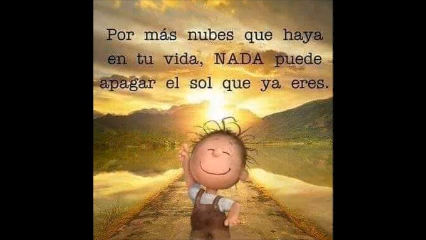 Por más nubes que haya
en tu vida, NADA puede
apagar el sol que ya eres.